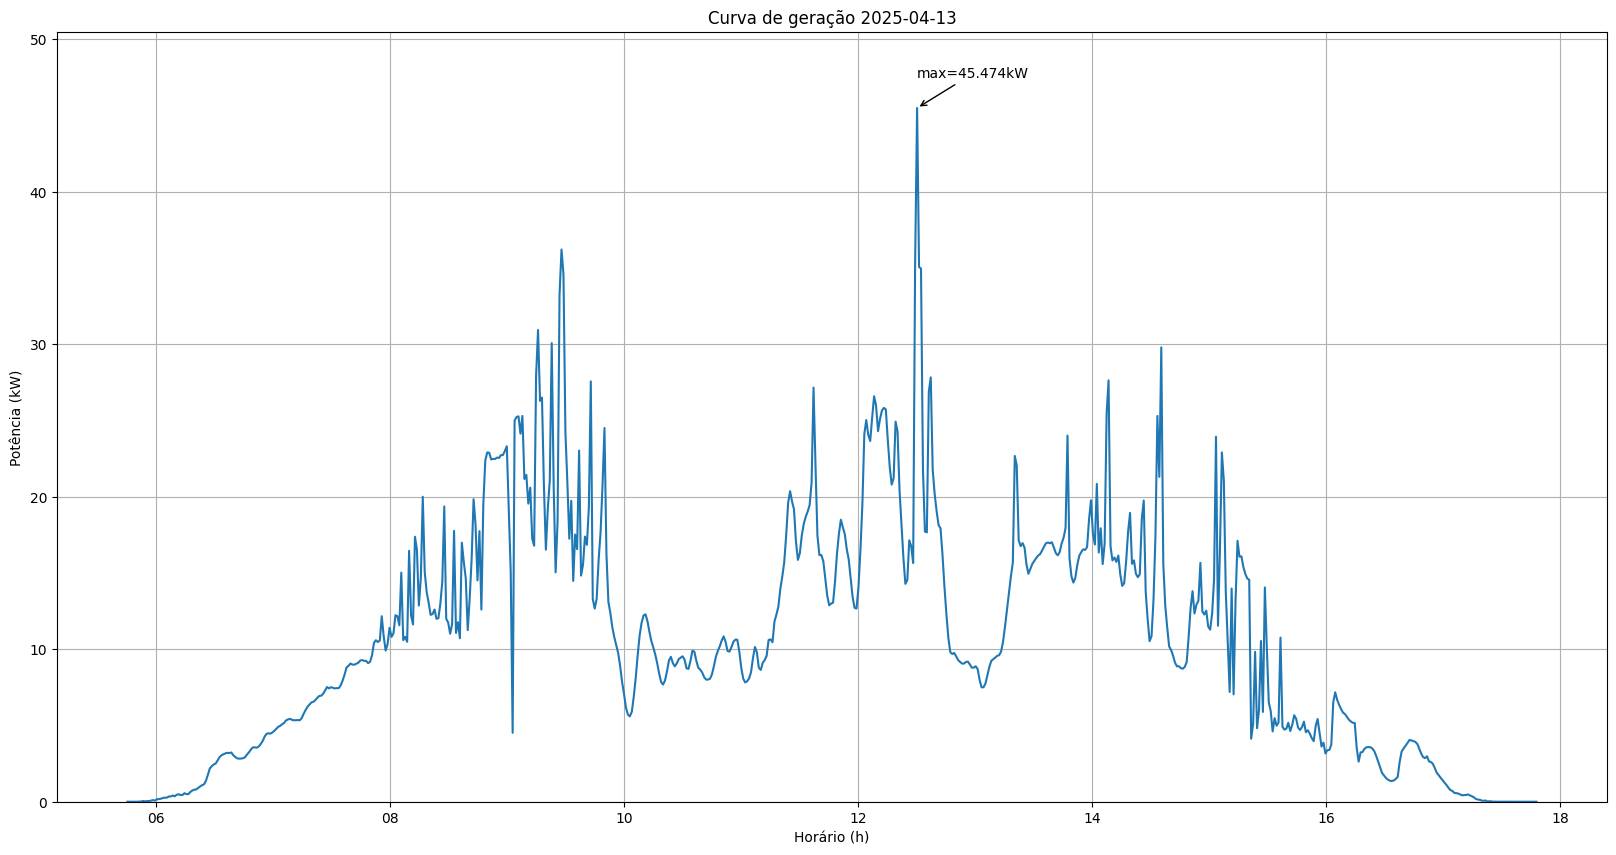 Curva de geração 2025-04-13
50
max=45.474kW
40
30
20
10
0
Potência (kW)
06 08 10 12 14 16 18
Horário (h)